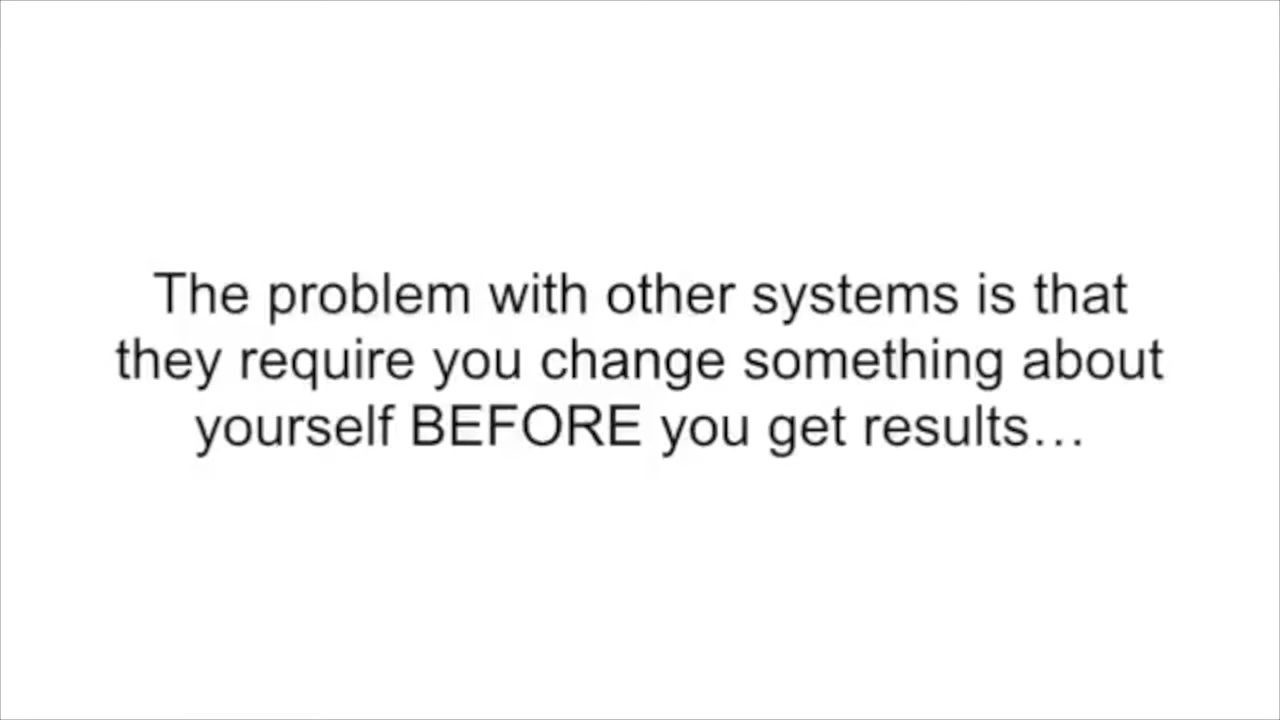 The problem with other systems is that
they require you change something about
yourself BEFORE you get results…